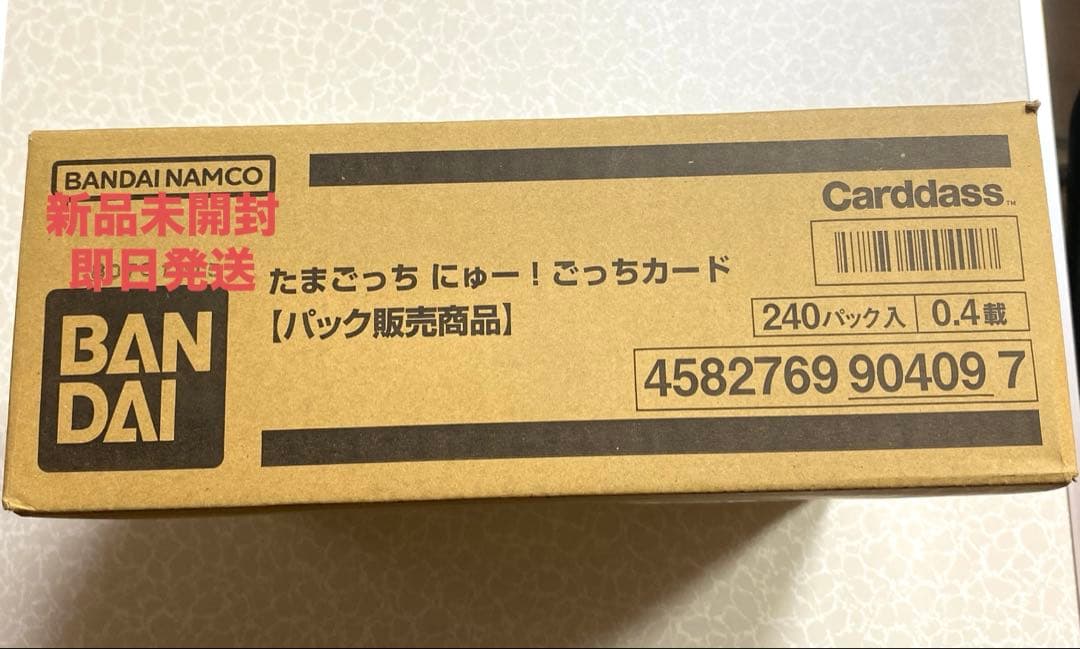 BANDAI NAMCO
新品未開封
即日発送
BAN
DAI
たまごっち にゅー！ごっちカード
【パック販売商品】
Carddass™
240パック入 0.4載
4582769 90409 7